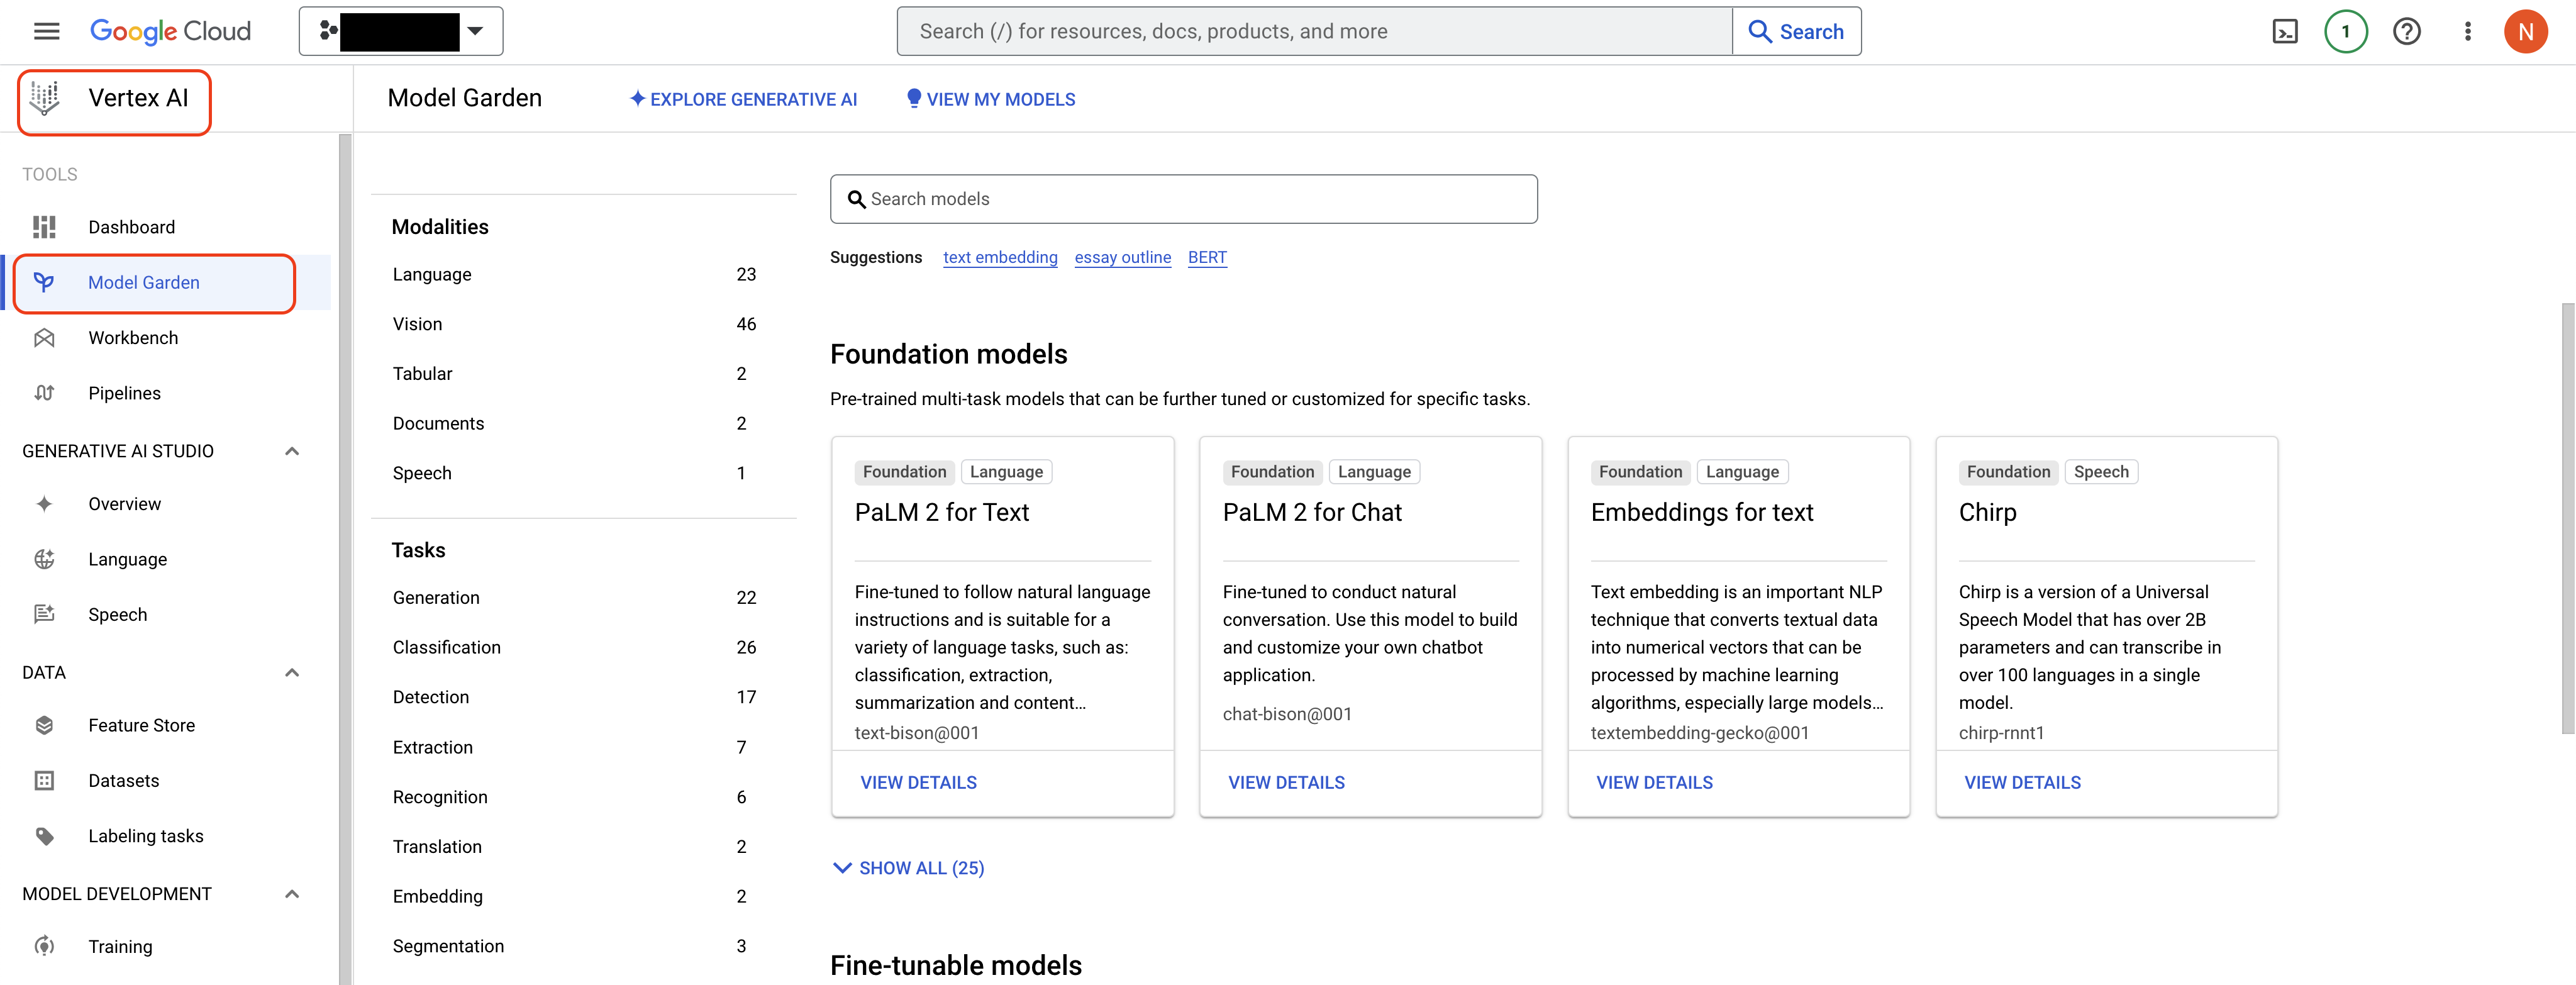 Google Cloud
Search (/) for resources, docs, products, and more
Search
1
N
Vertex AI
Model Garden
EXPLORE GENERATIVE AI
VIEW MY MODELS
TOOLS
Dashboard
Model Garden
Workbench
Pipelines
GENERATIVE AI STUDIO
Overview
Language
Speech
DATA
Feature Store
Datasets
Labeling tasks
MODEL DEVELOPMENT
Training
Modalities
Language 23
Vision 46
Tabular 2
Documents 2
Speech 1
Tasks
Generation 22
Classification 26
Detection 17
Extraction 7
Recognition 6
Translation 2
Embedding 2
Segmentation 3
Search models
Suggestions text embedding essay outline BERT
Foundation models
Pre-trained multi-task models that can be further tuned or customized for specific tasks.
Foundation Language
PaLM 2 for Text
Fine-tuned to follow natural language
instructions and is suitable for a
variety of language tasks, such as:
classification, extraction,
summarization and content…
text-bison@001
VIEW DETAILS
Foundation Language
PaLM 2 for Chat
Fine-tuned to conduct natural
conversation. Use this model to build
and customize your own chatbot
application.
chat-bison@001
VIEW DETAILS
Foundation Language
Embeddings for text
Text embedding is an important NLP
technique that converts textual data
into numerical vectors that can be
processed by machine learning
algorithms, especially large models…
textembedding-gecko@001
VIEW DETAILS
Foundation Speech
Chirp
Chirp is a version of a Universal
Speech Model that has over 2B
parameters and can transcribe in
over 100 languages in a single
model.
chirp-rnnt1
VIEW DETAILS
SHOW ALL (25)
Fine-tunable models